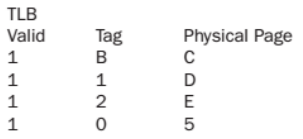 TLB
Valid Tag Physical Page
1 B C
1 1 D
1 2 E
1 0 5